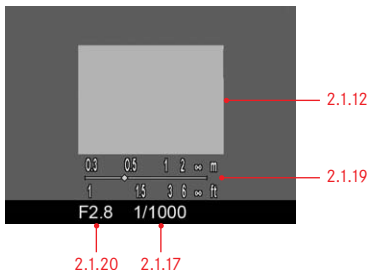 2.1.12
0.3 0.5 1 2 ∞ m
2.1.19
1 1.5 3 6 ∞ ft
F2.8 1/1000
2.1.20 2.1.17